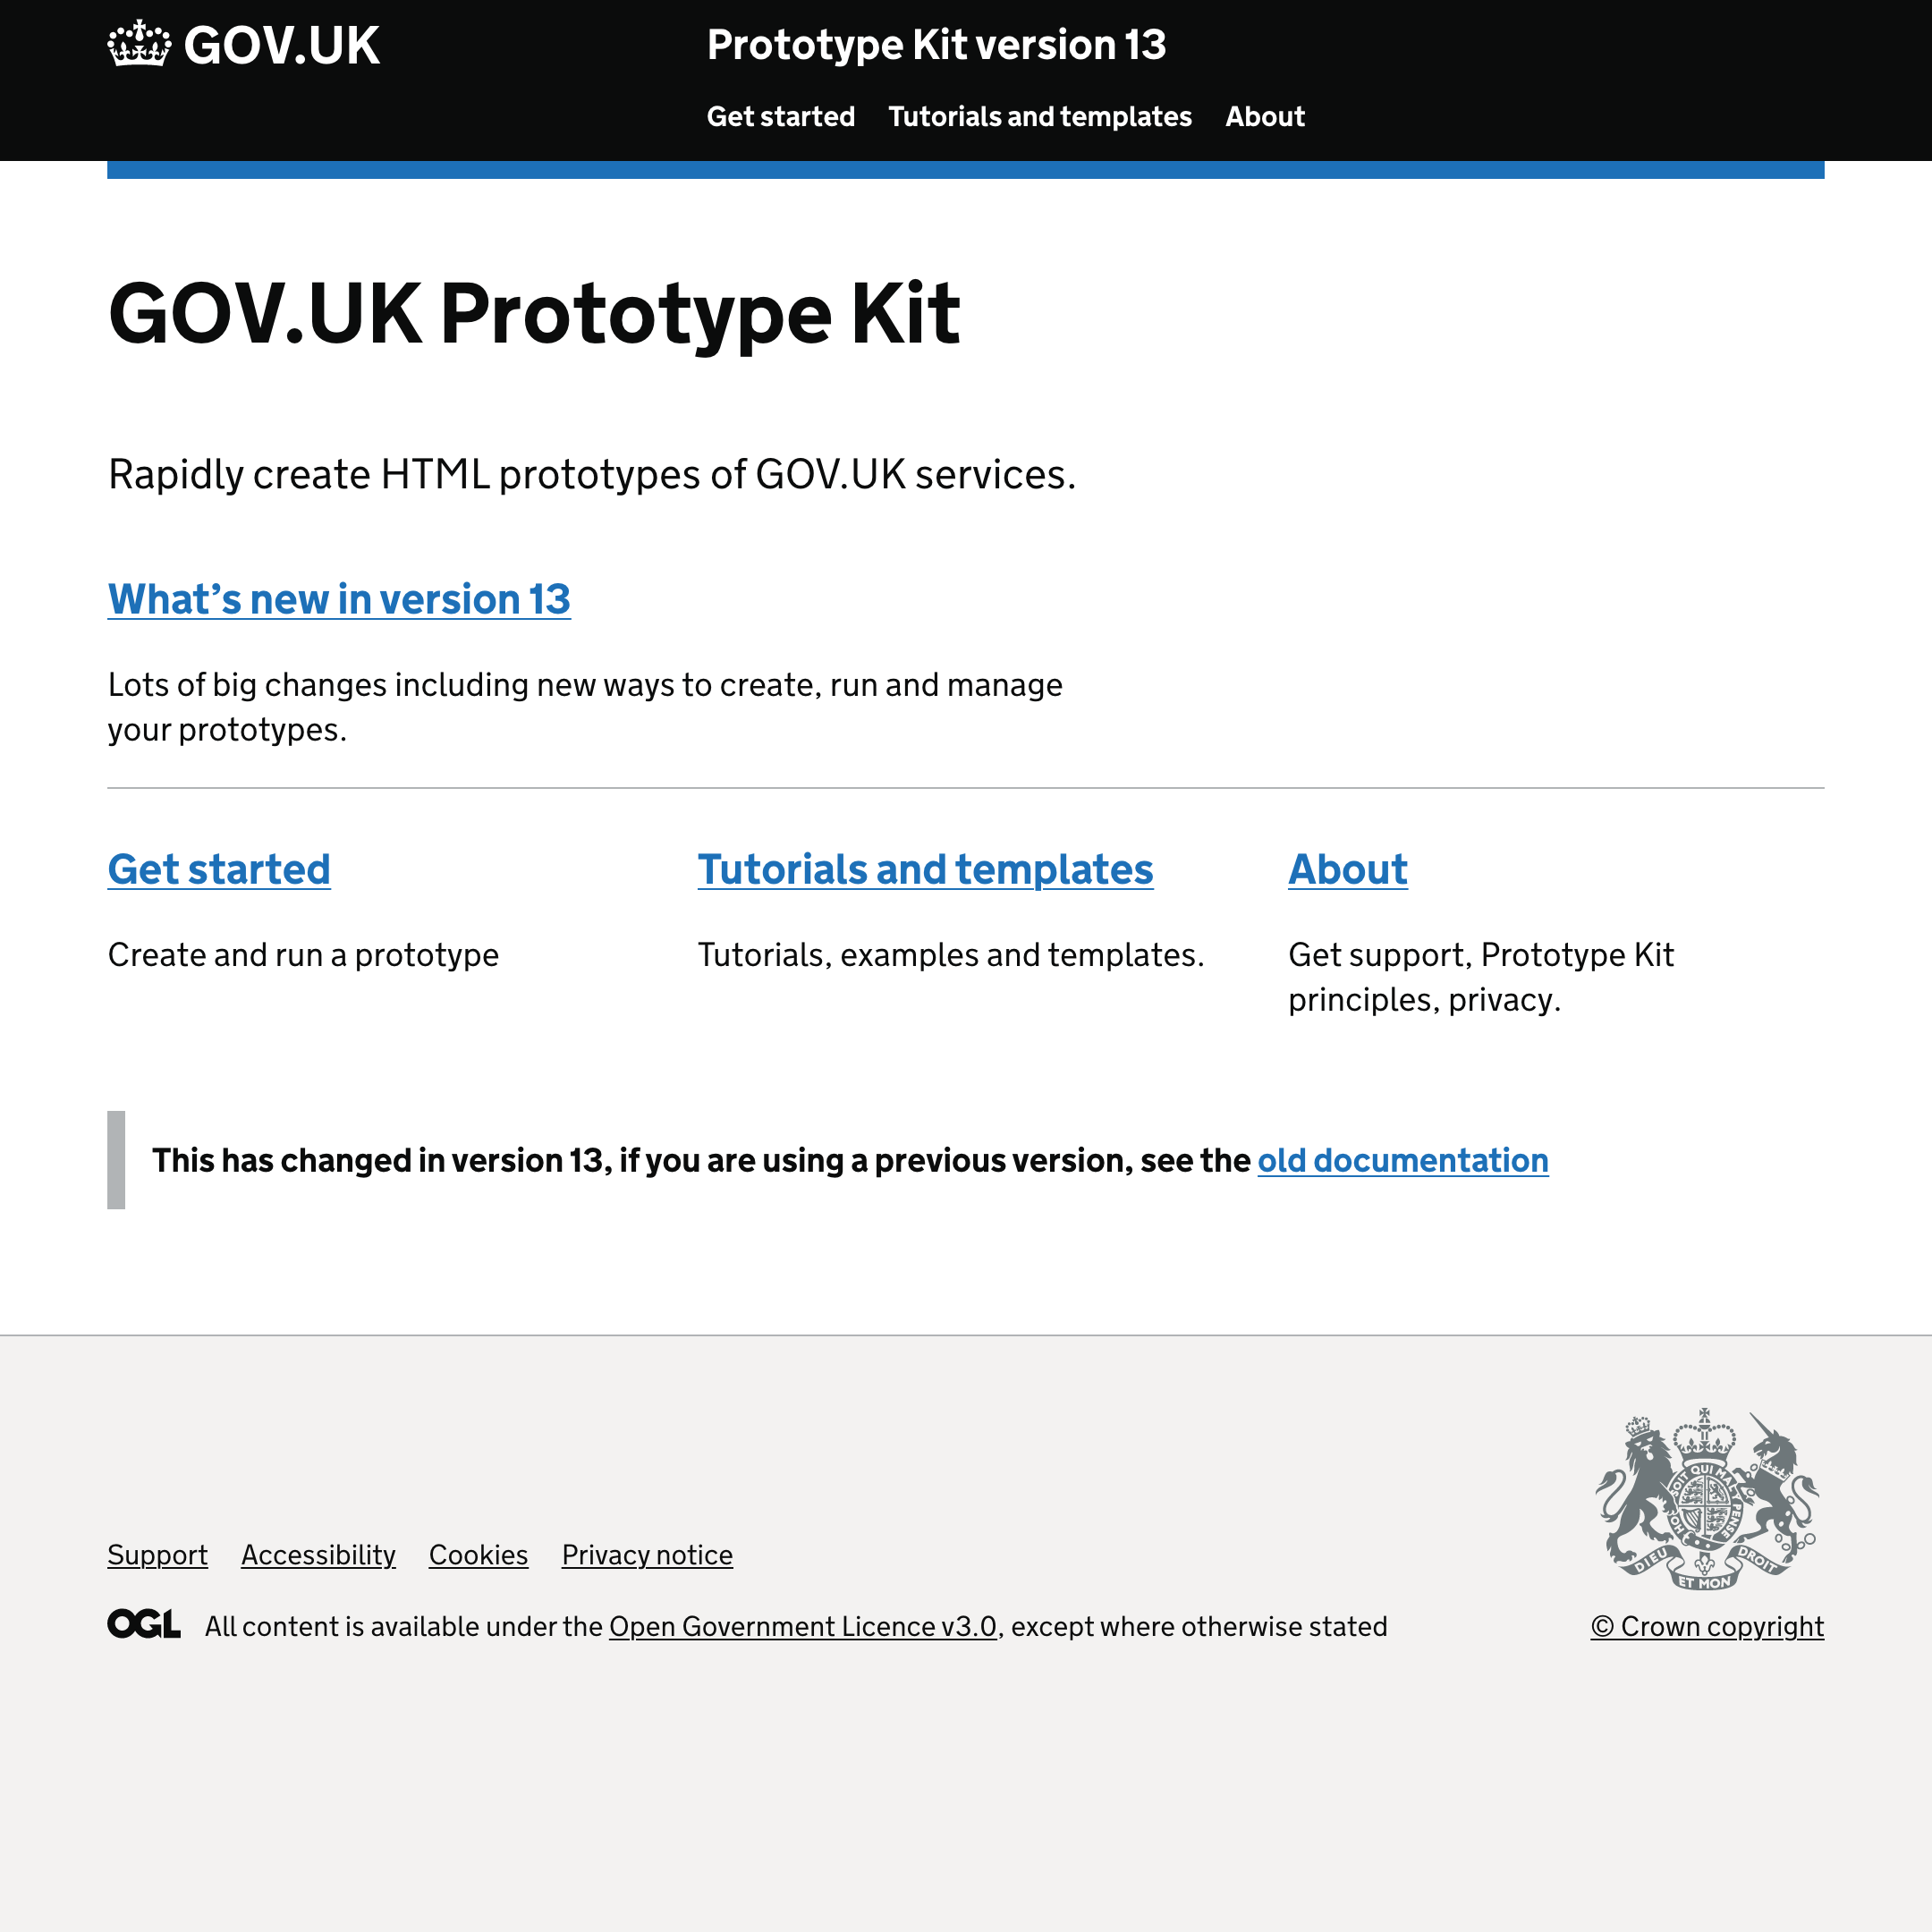 GOV.UK
Prototype Kit version 13
Get started Tutorials and templates About
GOV.UK Prototype Kit
Rapidly create HTML prototypes of GOV.UK services.
What’s new in version 13
Lots of big changes including new ways to create, run and manage
your prototypes.
Get started
Create and run a prototype
Tutorials and templates
Tutorials, examples and templates.
About
Get support, Prototype Kit
principles, privacy.
This has changed in version 13, if you are using a previous version, see the old documentation
SOIT QUI MAL Y PENSE
HO
DIEU ET MON DROIT
Support Accessibility Cookies Privacy notice
OGL All content is available under the Open Government Licence v3.0, except where otherwise stated
© Crown copyright